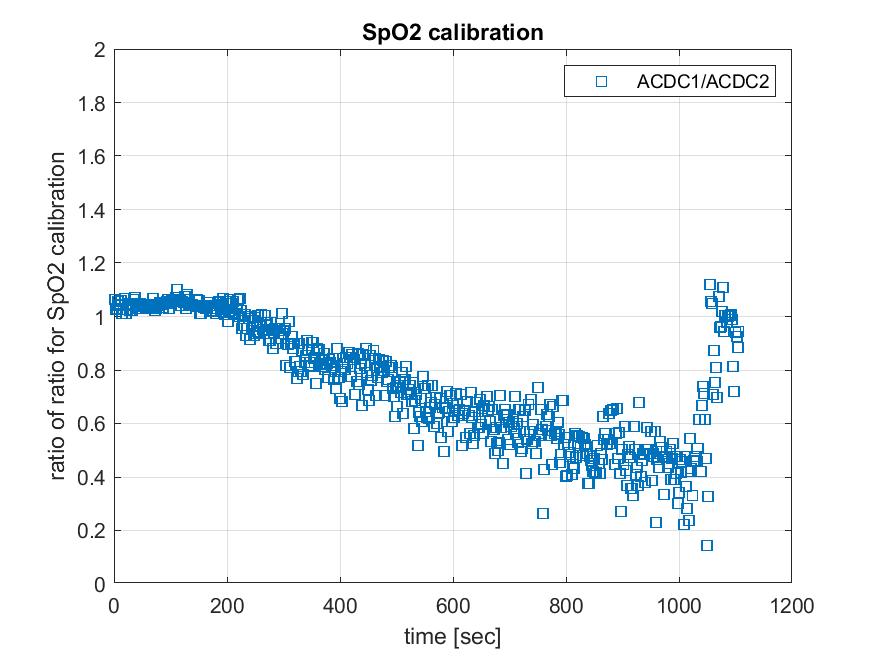 SpO2 calibration
ACDC1/ACDC2
ratio of ratio for SpO2 calibration
2
1.8
1.6
1.4
1.2
1
0.8
0.6
0.4
0.2
0
0 200 400 600 800 1000 1200
time [sec]